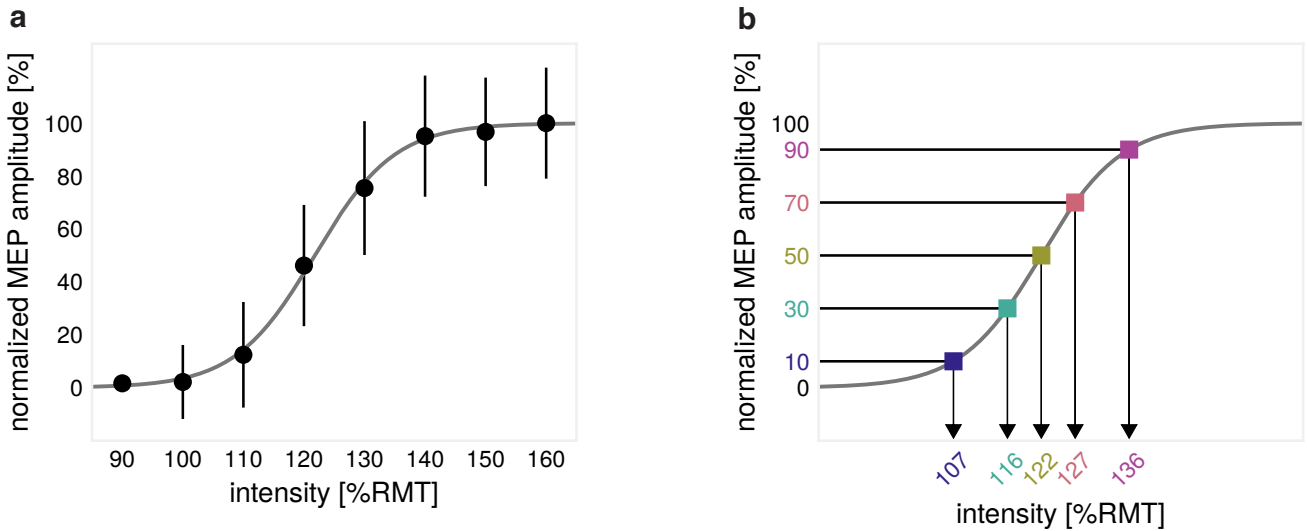 a
normalized MEP amplitude [%]
100
80
60
40
20
0
90 100 110 120 130 140 150 160
intensity [%RMT]
b
normalized MEP amplitude [%]
100
90
70
50
30
10
0
107 116 122 127 136
intensity [%RMT]